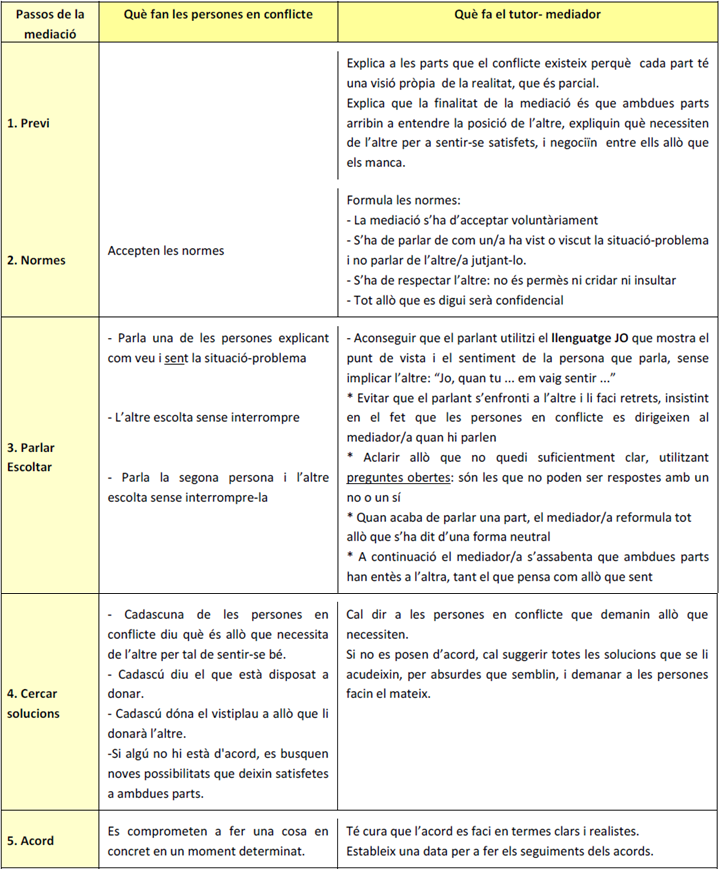 Passos de la
mediació
Què fan les persones en conflicte
Què fa el tutor- mediador
1. Previ
Explica a les parts que el conflicte existeix perquè cada part té
una visió pròpia de la realitat, que és parcial.
Explica que la finalitat de la mediació és que ambdues parts
arribin a entendre la posició de l’altre, expliquin què necessiten
de l’altre per a sentir-se satisfets, i negociïn entre ells allò que
els manca.
2. Normes
Accepten les normes
Formula les normes:
- La mediació s’ha d’acceptar voluntàriament
- S’ha de parlar de com un/a ha vist o viscut la situació-problema
i no parlar de l’altre/a jutjant-lo.
- S’ha de respectar l’altre: no és permès ni cridar ni insultar
- Tot allò que es digui serà confidencial
3. Parlar
Escoltar
- Parla una de les persones explicant
com veu i sent la situació-problema
- L’altre escolta sense interrompre
- Parla la segona persona i l’altre
escolta sense interrompre-la
- Aconseguir que el parlant utilitzi el llenguatge JO que mostra el
punt de vista i el sentiment de la persona que parla, sense
implicar l’altre: “Jo, quan tu ... em vaig sentir ...”
* Evitar que el parlant s’enfronti a l’altre i li faci retrets, insistint
en el fet que les persones en conflicte es dirigeixen al
mediador/a quan hi parlen
* Aclarir allò que no quedi suficientment clar, utilitzant
preguntes obertes: són les que no poden ser respostes amb un
no o un sí
* Quan acaba de parlar una part, el mediador/a reformula tot
allò que s’ha dit d’una forma neutral
* A continuació el mediador/a s’assabenta que ambdues parts
han entès a l’altra, tant el que pensa com allò que sent
4. Cercar
solucions
- Cadascuna de les persones en
conflicte diu què és allò que necessita
de l’altre per tal de sentir-se bé.
- Cadascú diu el que està disposat a
donar.
- Cadascú dóna el vistiplau a allò que li
donarà l’altre.
-Si algú no hi està d'acord, es busquen
noves possibilitats que deixin satisfetes
a ambdues parts.
Cal dir a les persones en conflicte que demanin allò que
necessiten.
Si no es posen d’acord, cal suggerir totes les solucions que se li
acudeixin, per absurdes que semblin, i demanar a les persones
facin el mateix.
5. Acord
Es comprometen a fer una cosa en
concret en un moment determinat.
Té cura que l’acord es faci en termes clars i realistes.
Estableix una data per a fer els seguiments dels acords.